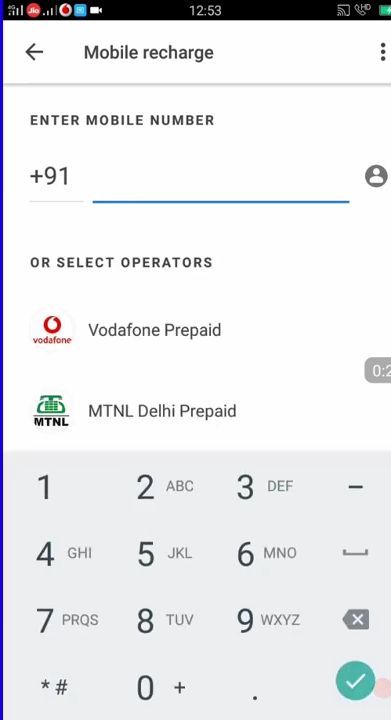 4G Jio 12:53 HD
Mobile recharge
ENTER MOBILE NUMBER
+91
OR SELECT OPERATORS
vodafone Vodafone Prepaid
0:2
MTNL MTNL Delhi Prepaid
1 2 ABC 3 DEF -
4 GHI 5 JKL 6 MNO
7 PRQS 8 TUV 9 WXYZ
*# 0 + .